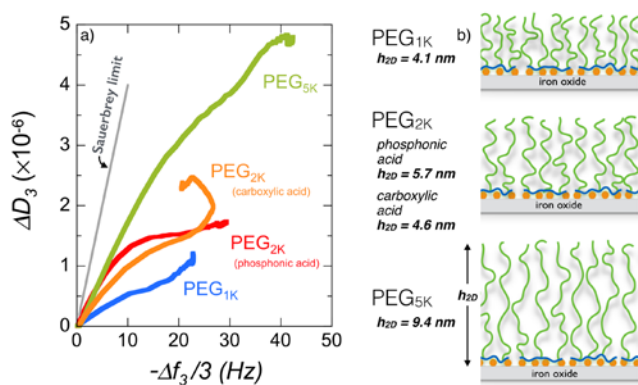 a)
5
4
3
2
1
0
0 10 20 30 40 50
ΔD₃ (×10⁻⁶)
-Δf₃/3 (Hz)
Sauerbrey limit
PEG₅K
PEG₂K
(carboxylic acid)
PEG₂K
(phosphonic acid)
PEG₁K
b)
PEG₁K
h₂D = 4.1 nm
iron oxide
PEG₂K
phosphonic
acid
h₂D = 5.7 nm
carboxylic
acid
h₂D = 4.6 nm
iron oxide
PEG₅K
h₂D = 9.4 nm
h₂D
iron oxide